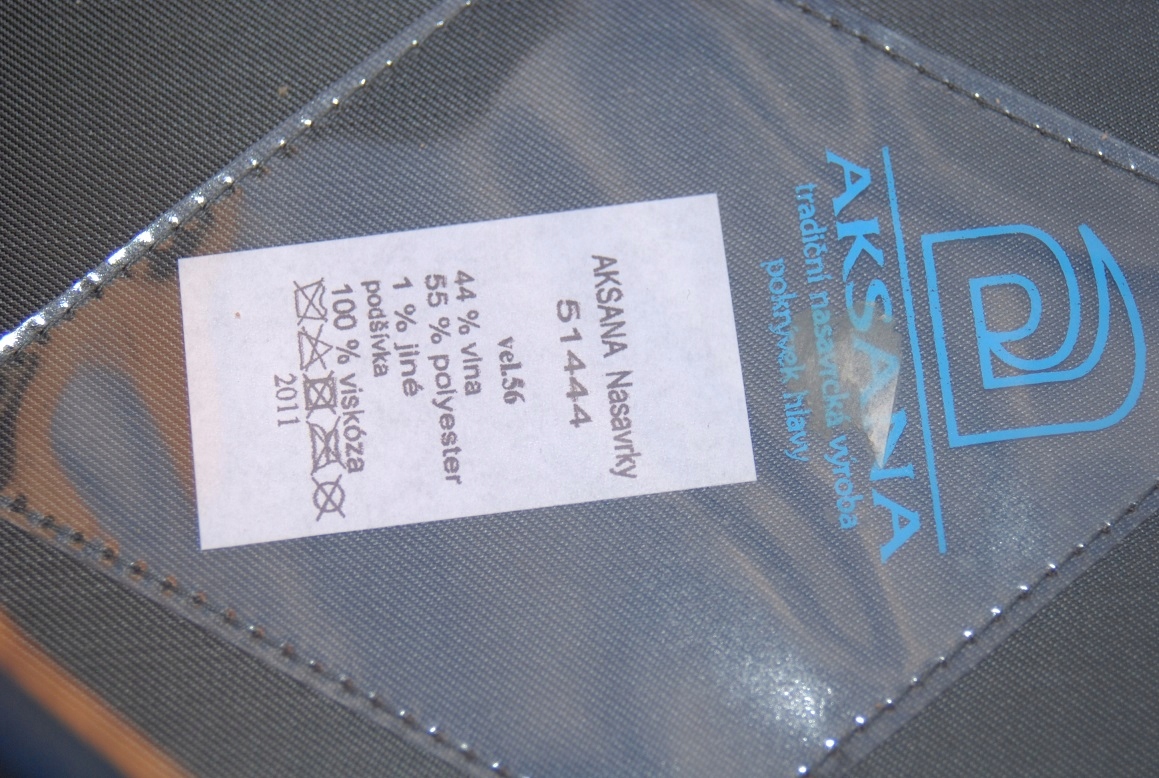 AKSANA
tradiční nasavrcká výroba
pokrývek hlavy
AKSANA Nasavrky
51444
vel.56
44 % vlna
55 % polyester
1 % jiné
podšívka
100 % viskóza
2011